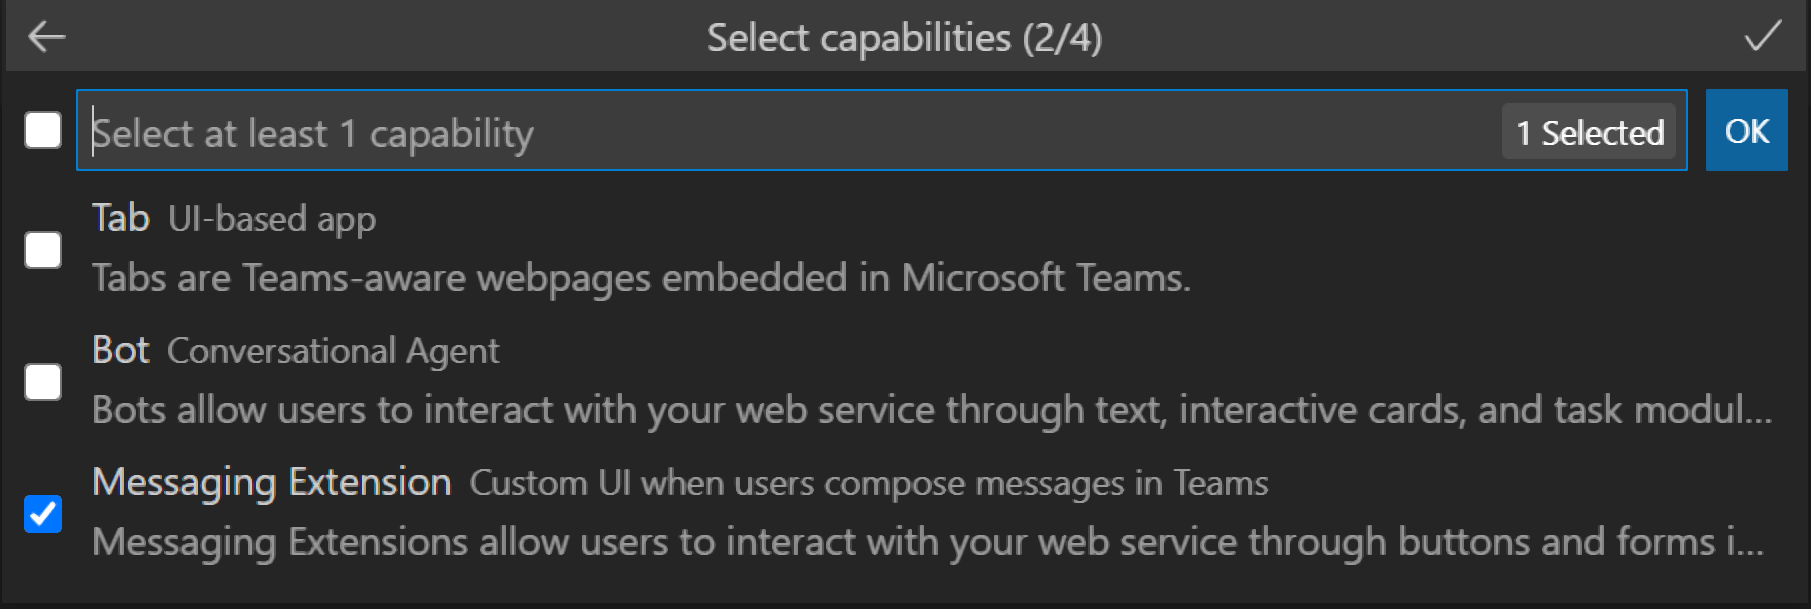 Select capabilities (2/4)
Select at least 1 capability 1 Selected OK
Tab UI-based app
Tabs are Teams-aware webpages embedded in Microsoft Teams.
Bot Conversational Agent
Bots allow users to interact with your web service through text, interactive cards, and task modul...
Messaging Extension Custom UI when users compose messages in Teams
Messaging Extensions allow users to interact with your web service through buttons and forms i...